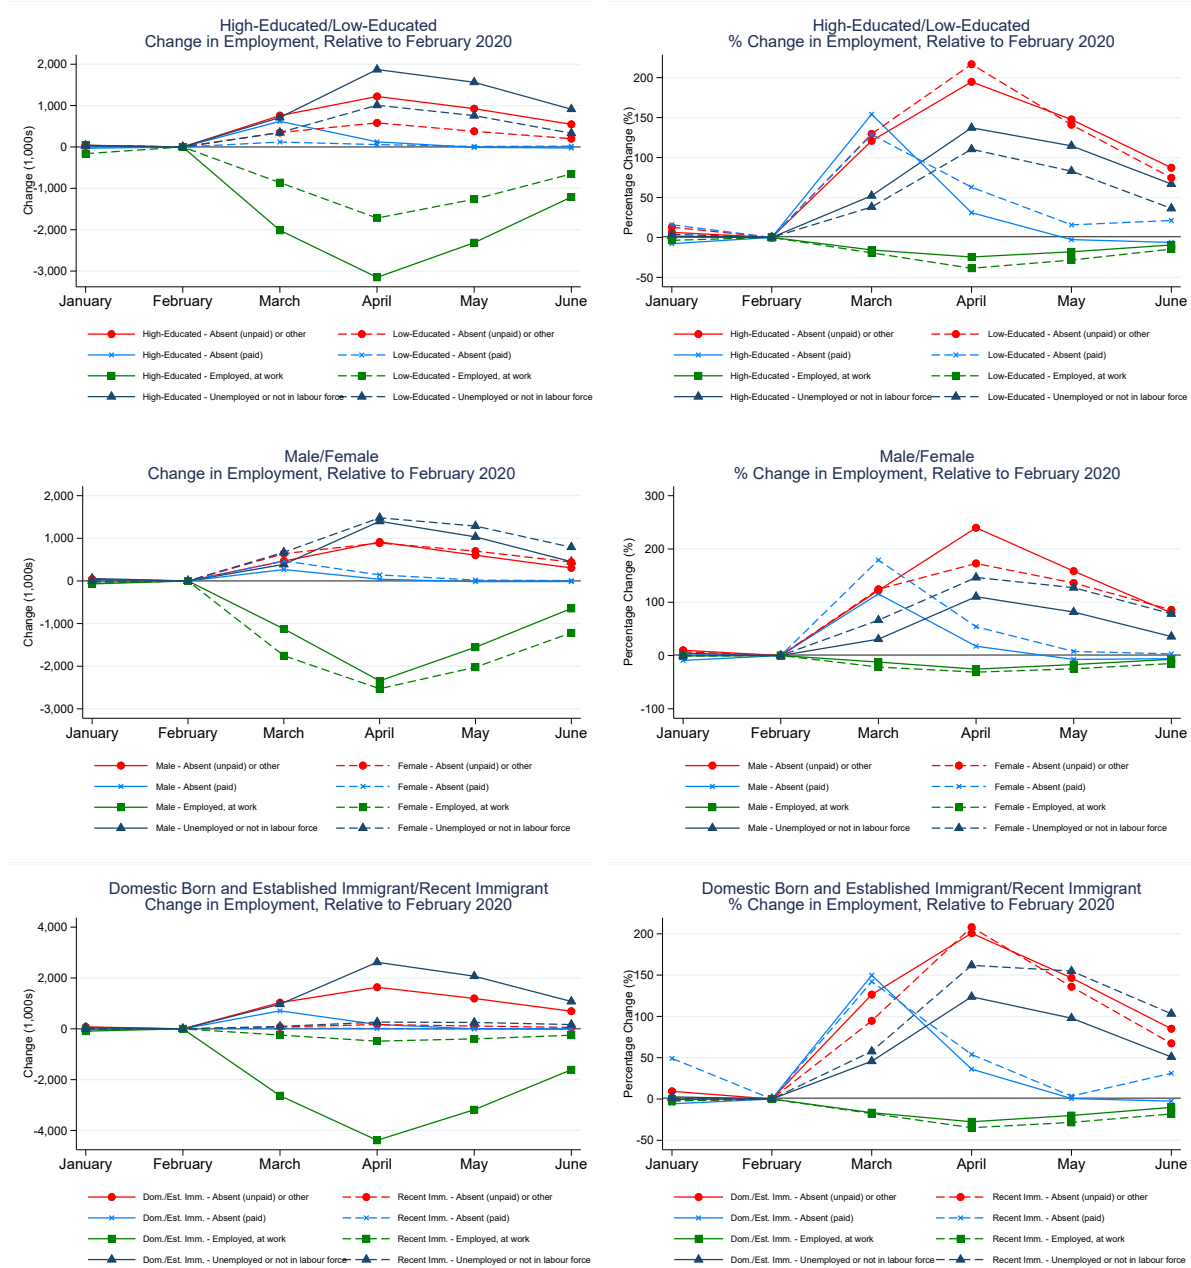 High-Educated/Low-Educated
Change in Employment, Relative to February 2020
Change (1,000s)
2,000
1,000
0
-1,000
-2,000
-3,000
January February March April May June
High-Educated - Absent (unpaid) or other Low-Educated - Absent (unpaid) or other
High-Educated - Absent (paid) Low-Educated - Absent (paid)
High-Educated - Employed, at work Low-Educated - Employed, at work
High-Educated - Unemployed or not in labour force Low-Educated - Unemployed or not in labour force
High-Educated/Low-Educated
% Change in Employment, Relative to February 2020
Percentage Change (%)
200
150
100
50
0
-50
January February March April May June
High-Educated - Absent (unpaid) or other Low-Educated - Absent (unpaid) or other
High-Educated - Absent (paid) Low-Educated - Absent (paid)
High-Educated - Employed, at work Low-Educated - Employed, at work
High-Educated - Unemployed or not in labour force Low-Educated - Unemployed or not in labour force
Male/Female
Change in Employment, Relative to February 2020
Change (1,000s)
2,000
1,000
0
-1,000
-2,000
-3,000
January February March April May June
Male - Absent (unpaid) or other Female - Absent (unpaid) or other
Male - Absent (paid) Female - Absent (paid)
Male - Employed, at work Female - Employed, at work
Male - Unemployed or not in labour force Female - Unemployed or not in labour force
Male/Female
% Change in Employment, Relative to February 2020
Percentage Change (%)
300
200
100
0
-100
January February March April May June
Male - Absent (unpaid) or other Female - Absent (unpaid) or other
Male - Absent (paid) Female - Absent (paid)
Male - Employed, at work Female - Employed, at work
Male - Unemployed or not in labour force Female - Unemployed or not in labour force
Domestic Born and Established Immigrant/Recent Immigrant
Change in Employment, Relative to February 2020
Change (1,000s)
4,000
2,000
0
-2,000
-4,000
January February March April May June
Dom./Est. Imm. - Absent (unpaid) or other Recent Imm. - Absent (unpaid) or other
Dom./Est. Imm. - Absent (paid) Recent Imm. - Absent (paid)
Dom./Est. Imm. - Employed, at work Recent Imm. - Employed, at work
Dom./Est. Imm. - Unemployed or not in labour force Recent Imm. - Unemployed or not in labour force
Domestic Born and Established Immigrant/Recent Immigrant
% Change in Employment, Relative to February 2020
Percentage Change (%)
200
150
100
50
0
-50
January February March April May June
Dom./Est. Imm. - Absent (unpaid) or other Recent Imm. - Absent (unpaid) or other
Dom./Est. Imm. - Absent (paid) Recent Imm. - Absent (paid)
Dom./Est. Imm. - Employed, at work Recent Imm. - Employed, at work
Dom./Est. Imm. - Unemployed or not in labour force Recent Imm. - Unemployed or not in labour force